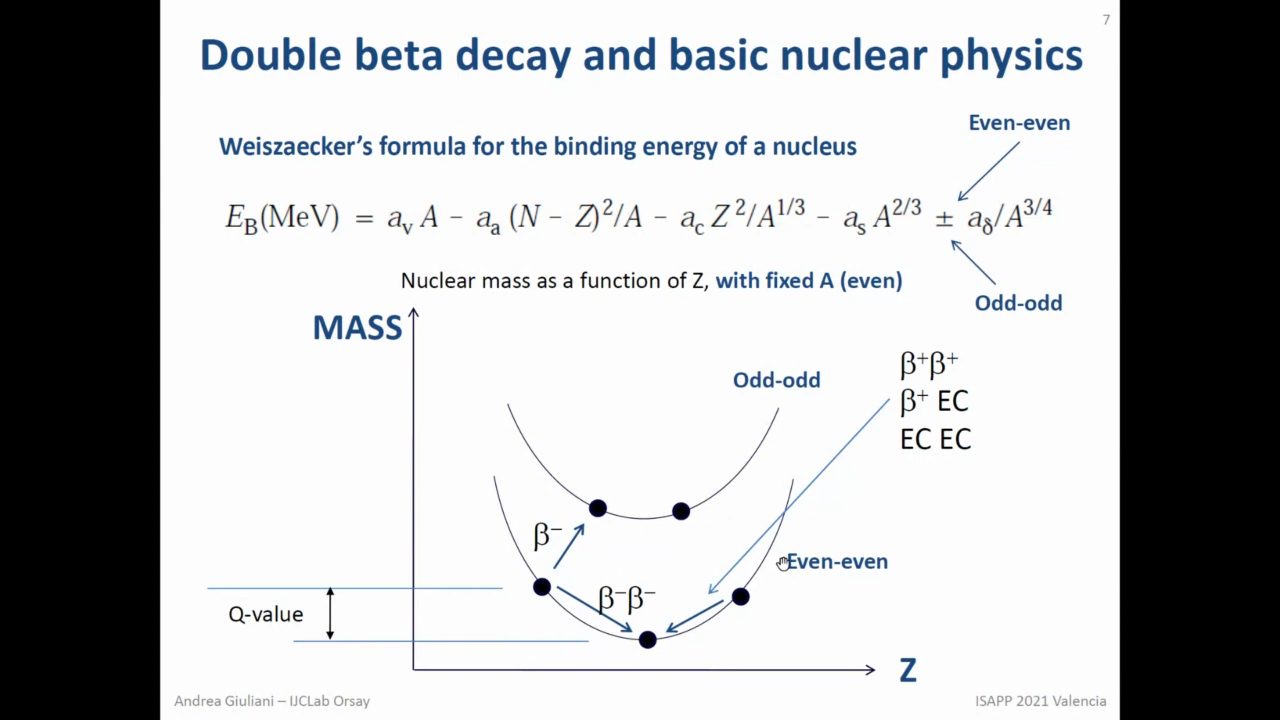 7
Double beta decay and basic nuclear physics
Even-even
Weiszaecker's formula for the binding energy of a nucleus
E_B(MeV) = a_v A − a_a (N − Z)²/A − a_c Z²/A^{1/3} − a_s A^{2/3} ± a_δ/A^{3/4}
Nuclear mass as a function of Z, with fixed A (even)
Odd-odd
MASS
β⁺β⁺
Odd-odd
β⁺ EC
EC EC
β⁻
Even-even
β⁻β⁻
Q-value
Z
Andrea Giuliani – IJCLab Orsay
ISAPP 2021 Valencia